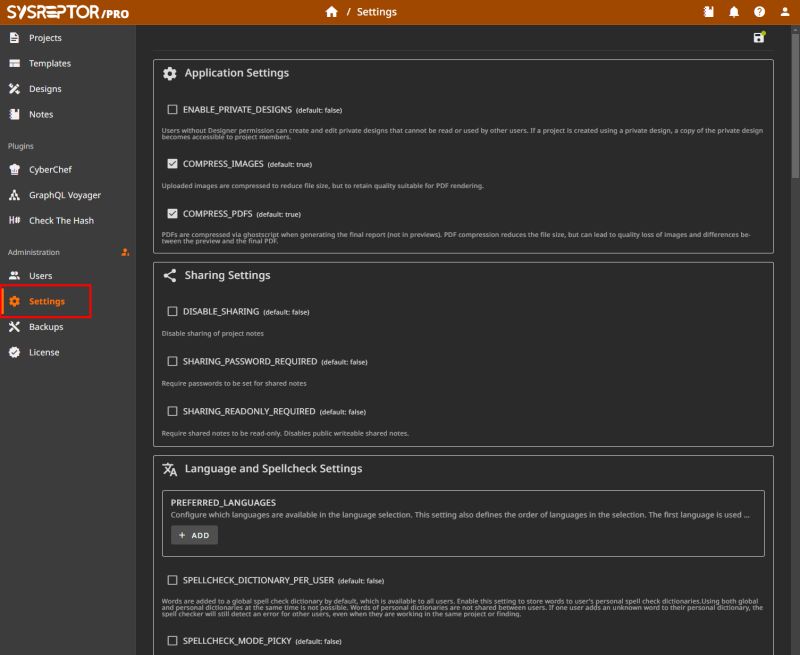 SYSREPTOR/PRO
/ Settings
Projects
Templates
Designs
Notes
Plugins
CyberChef
GraphQL Voyager
H# Check The Hash
Administration
Users
Settings
Backups
License
Application Settings
ENABLE_PRIVATE_DESIGNS (default: false)
Users without Designer permission can create and edit private designs that cannot be read or used by other users. If a project is created using a private design, a copy of the private design
becomes accessible to project members.
COMPRESS_IMAGES (default: true)
Uploaded images are compressed to reduce file size, but to retain quality suitable for PDF rendering.
COMPRESS_PDFS (default: true)
PDFs are compressed via ghostscript when generating the final report (not in previews). PDF compression reduces the file size, but can lead to quality loss of images and differences be-
tween the preview and the final PDF.
Sharing Settings
DISABLE_SHARING (default: false)
Disable sharing of project notes
SHARING_PASSWORD_REQUIRED (default: false)
Require passwords to be set for shared notes
SHARING_READONLY_REQUIRED (default: false)
Require shared notes to be read-only. Disables public writeable shared notes.
Language and Spellcheck Settings
PREFERRED_LANGUAGES
Configure which languages are available in the language selection. This setting also defines the order of languages in the selection. The first language is used ...
+ ADD
SPELLCHECK_DICTIONARY_PER_USER (default: false)
Words are added to a global spell check dictionary by default, which is available to all users. Enable this setting to store words to user's personal spell check dictionaries.Using both global
and personal dictionaries at the same time is not possible. Words of personal dictionaries are not shared between users. If one user adds an unknown word to their personal dictionary, the
spell checker will still detect an error for other users, even when they are working in the same project or finding.
SPELLCHECK_MODE_PICKY (default: false)